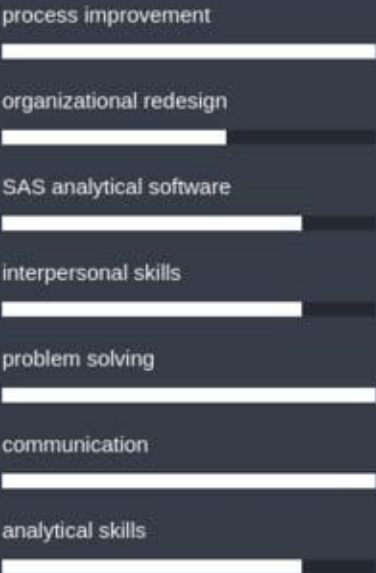 process improvement
organizational redesign
SAS analytical software
interpersonal skills
problem solving
communication
analytical skills